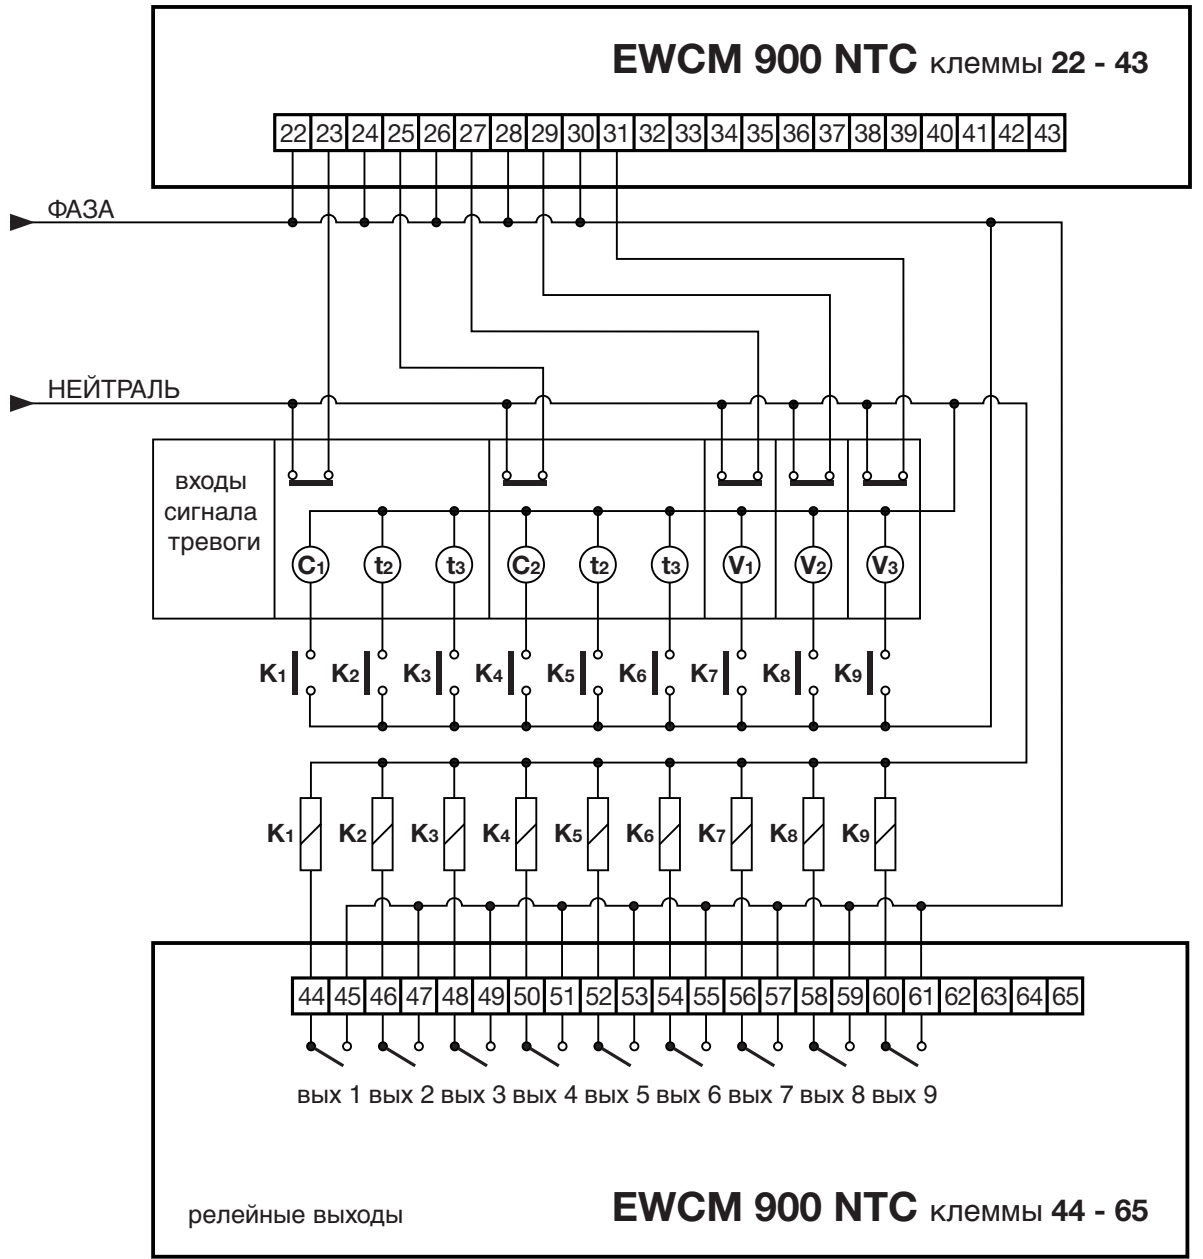 EWCM 900 NTC клеммы 22 - 43
22 23 24 25 26 27 28 29 30 31 32 33 34 35 36 37 38 39 40 41 42 43
ФАЗА
НЕЙТРАЛЬ
входы
сигнала
тревоги
C1 t2 t3 C2 t2 t3 V1 V2 V3
K1 K2 K3 K4 K5 K6 K7 K8 K9
K1 K2 K3 K4 K5 K6 K7 K8 K9
44 45 46 47 48 49 50 51 52 53 54 55 56 57 58 59 60 61 62 63 64 65
вых 1 вых 2 вых 3 вых 4 вых 5 вых 6 вых 7 вых 8 вых 9
релейные выходы
EWCM 900 NTC клеммы 44 - 65